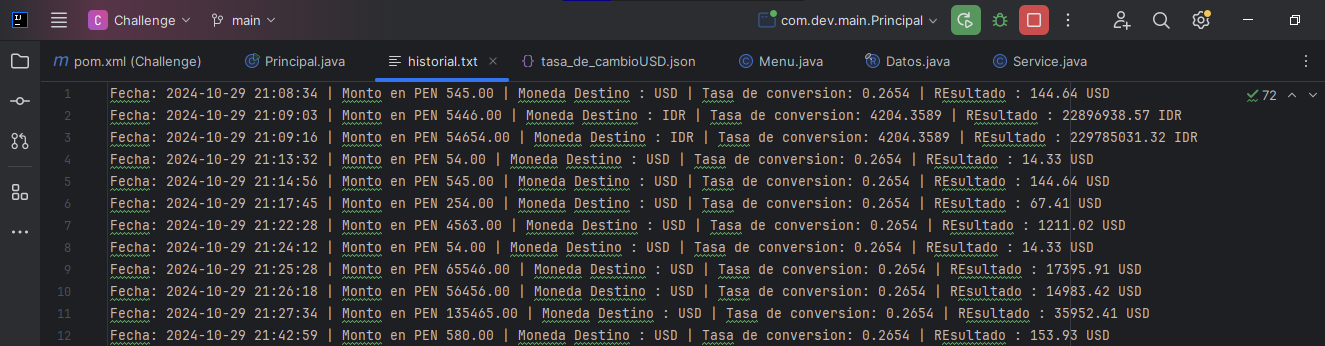 C Challenge main com.dev.main.Principal
pom.xml (Challenge) Principal.java historial.txt tasa_de_cambioUSD.json Menu.java Datos.java Service.java
72
1 Fecha: 2024-10-29 21:08:34 | Monto en PEN 545.00 | Moneda Destino : USD | Tasa de conversion: 0.2654 | REsultado : 144.64 USD
2 Fecha: 2024-10-29 21:09:03 | Monto en PEN 5446.00 | Moneda Destino : IDR | Tasa de conversion: 4204.3589 | REsultado : 22896938.57 IDR
3 Fecha: 2024-10-29 21:09:16 | Monto en PEN 54654.00 | Moneda Destino : IDR | Tasa de conversion: 4204.3589 | REsultado : 229785031.32 IDR
4 Fecha: 2024-10-29 21:13:32 | Monto en PEN 54.00 | Moneda Destino : USD | Tasa de conversion: 0.2654 | REsultado : 14.33 USD
5 Fecha: 2024-10-29 21:14:56 | Monto en PEN 545.00 | Moneda Destino : USD | Tasa de conversion: 0.2654 | REsultado : 144.64 USD
6 Fecha: 2024-10-29 21:17:45 | Monto en PEN 254.00 | Moneda Destino : USD | Tasa de conversion: 0.2654 | REsultado : 67.41 USD
7 Fecha: 2024-10-29 21:22:28 | Monto en PEN 4563.00 | Moneda Destino : USD | Tasa de conversion: 0.2654 | REsultado : 1211.02 USD
8 Fecha: 2024-10-29 21:24:12 | Monto en PEN 54.00 | Moneda Destino : USD | Tasa de conversion: 0.2654 | REsultado : 14.33 USD
9 Fecha: 2024-10-29 21:25:28 | Monto en PEN 65546.00 | Moneda Destino : USD | Tasa de conversion: 0.2654 | REsultado : 17395.91 USD
10 Fecha: 2024-10-29 21:26:18 | Monto en PEN 56456.00 | Moneda Destino : USD | Tasa de conversion: 0.2654 | REsultado : 14983.42 USD
11 Fecha: 2024-10-29 21:27:34 | Monto en PEN 135465.00 | Moneda Destino : USD | Tasa de conversion: 0.2654 | REsultado : 35952.41 USD
12 Fecha: 2024-10-29 21:42:59 | Monto en PEN 580.00 | Moneda Destino : USD | Tasa de conversion: 0.2654 | REsultado : 153.93 USD